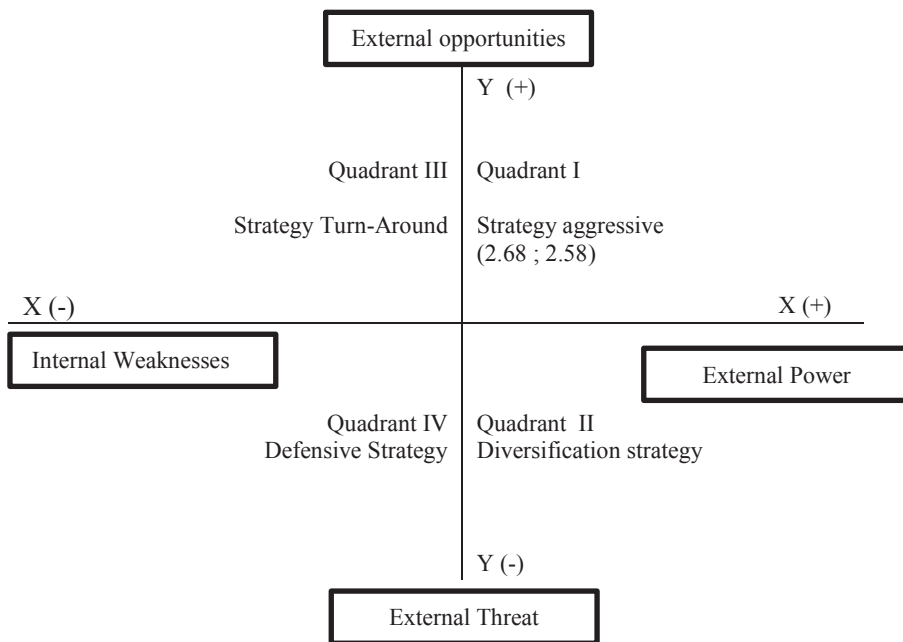 External opportunities
Y (+)
Quadrant III
Quadrant I
Strategy Turn-Around
Strategy aggressive
(2.68 ; 2.58)
X (-)
X (+)
Internal Weaknesses
External Power
Quadrant IV
Quadrant II
Defensive Strategy
Diversification strategy
Y (-)
External Threat